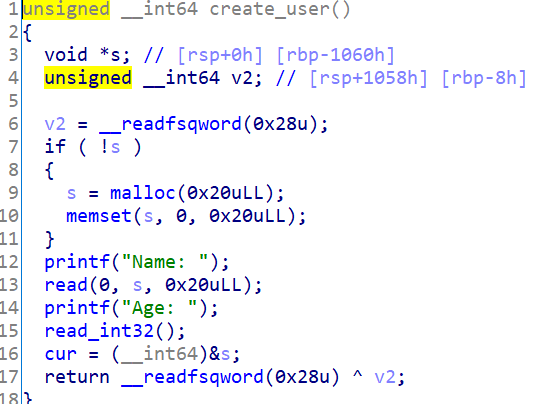 1 unsigned __int64 create_user()
2 {
3 void *s; // [rsp+0h] [rbp-1060h]
4 unsigned __int64 v2; // [rsp+1058h] [rbp-8h]
5
6 v2 = __readfsqword(0x28u);
7 if ( !s )
8 {
9 s = malloc(0x20uLL);
10 memset(s, 0, 0x20uLL);
11 }
12 printf("Name: ");
13 read(0, s, 0x20uLL);
14 printf("Age: ");
15 read_int32();
16 cur = (__int64)&s;
17 return __readfsqword(0x28u) ^ v2;
18 }